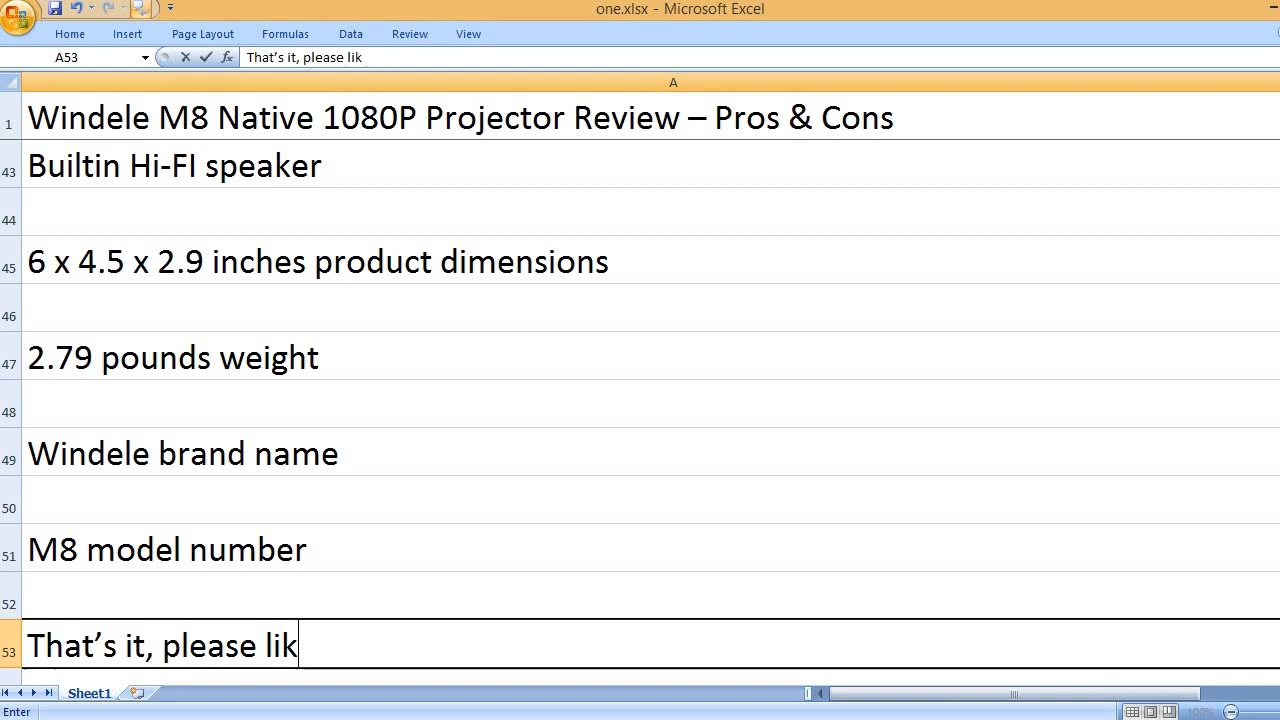 one.xlsx - Microsoft Excel
Home Insert Page Layout Formulas Data Review View
A53 fx That's it, please lik
A
1 Windele M8 Native 1080P Projector Review – Pros & Cons
43 Builtin Hi-FI speaker
44
45 6 x 4.5 x 2.9 inches product dimensions
46
47 2.79 pounds weight
48
49 Windele brand name
50
51 M8 model number
52
53 That's it, please lik
Sheet1
Enter 100%